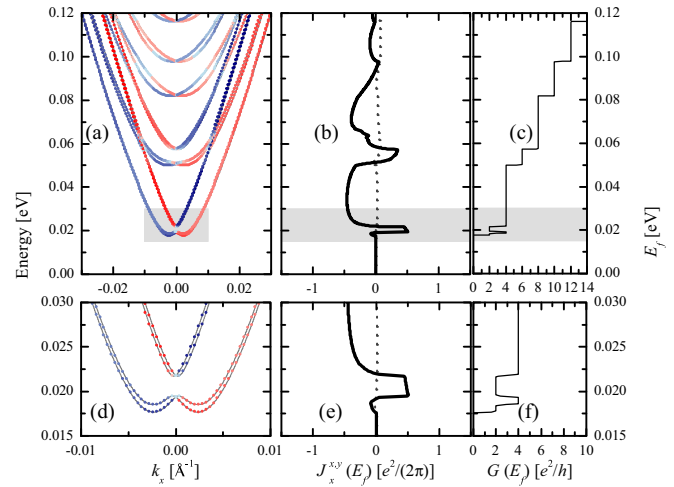 0.12 0.12
0.10 0.10
0.08 0.08
0.06 (a) (b) (c) 0.06
0.04 0.04
0.02 0.02
0.00 0.00
Energy [eV]
E_f [eV]
-0.02 0.00 0.02 -1 0 1 0 2 4 6 8 10 12 14
0.030 0.030
0.025 0.025
0.020 0.020
(d) (e) (f)
0.015 0.015
-0.01 0.00 0.01 -1 0 1 0 2 4 6 8 10
k_x [Å⁻¹] J_x^{x,y}(E_f) [e²/(2π)] G(E_f) [e²/h]